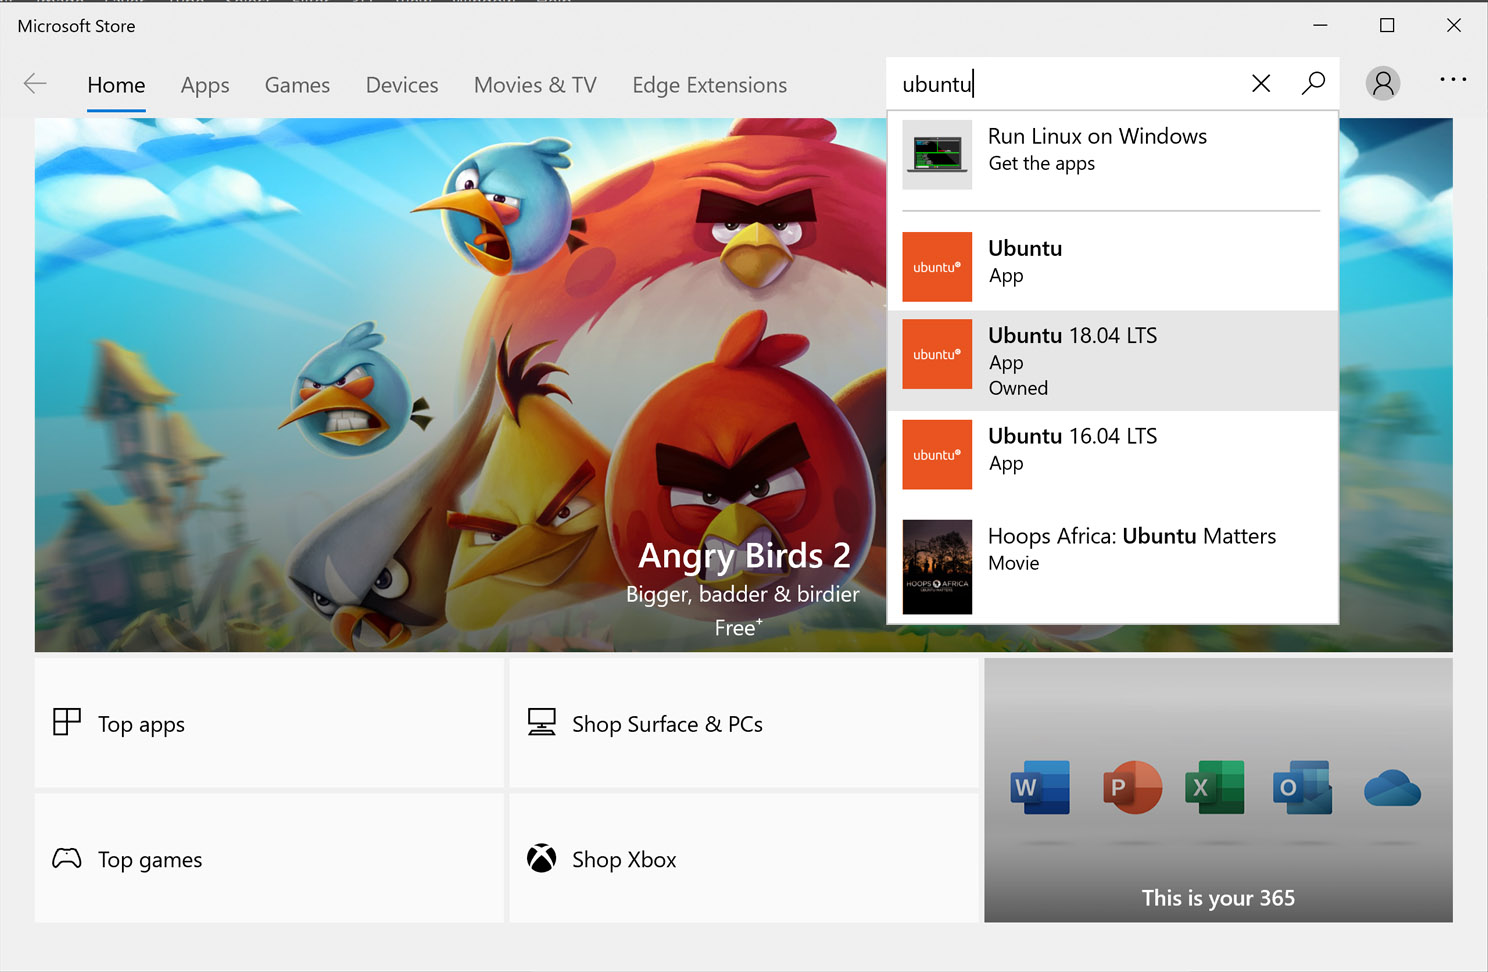 Microsoft Store
Home
Apps
Games
Devices
Movies & TV
Edge Extensions
ubuntu
Run Linux on Windows
Get the apps
ubuntu®
Ubuntu
App
ubuntu®
Ubuntu 18.04 LTS
App
Owned
ubuntu®
Ubuntu 16.04 LTS
App
HOOPS AFRICA
UBUNTU MATTERS
Hoops Africa: Ubuntu Matters
Movie
Angry Birds 2
Bigger, badder & birdier
Free+
Top apps
Shop Surface & PCs
Top games
Shop Xbox
W
P
X
O
This is your 365